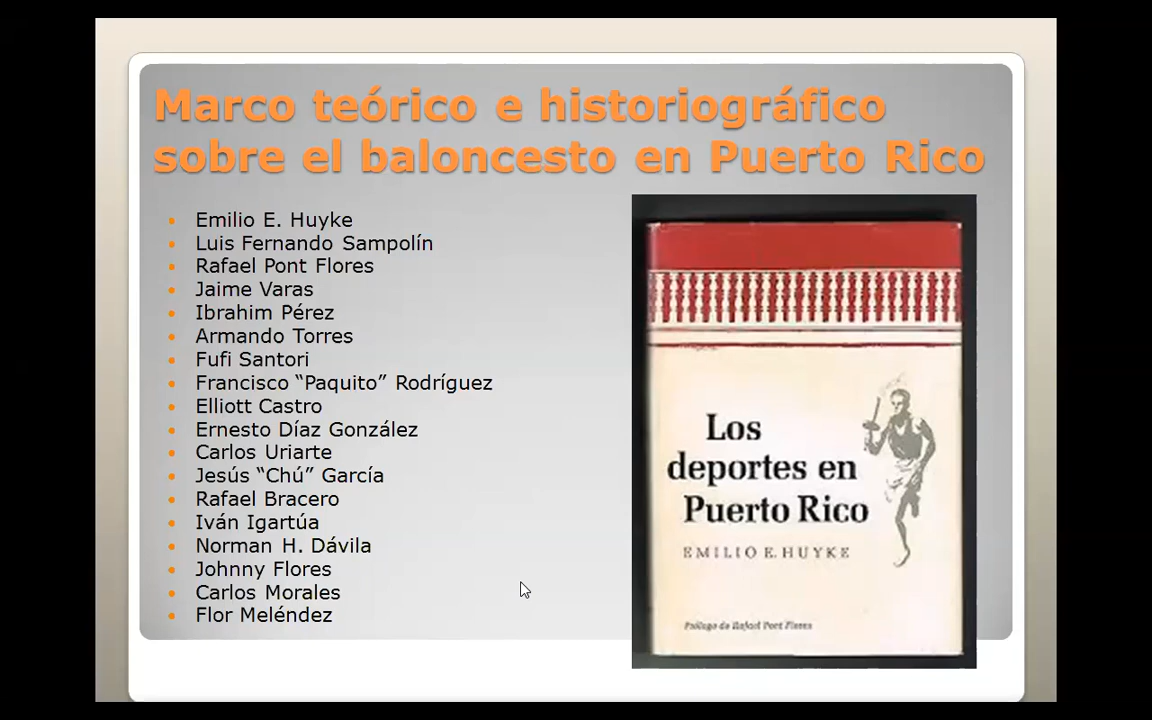 Marco teórico e historiográfico
sobre el baloncesto en Puerto Rico
Emilio E. Huyke
Luis Fernando Sampolín
Rafael Pont Flores
Jaime Varas
Ibrahim Pérez
Armando Torres
Fufi Santori
Francisco “Paquito” Rodríguez
Elliott Castro
Ernesto Díaz González
Carlos Uriarte
Jesús “Chú” García
Rafael Bracero
Iván Igartúa
Norman H. Dávila
Johnny Flores
Carlos Morales
Flor Meléndez
Los
deportes en
Puerto Rico
EMILIO E. HUYKE
Prólogo de Rafael Pont Flores